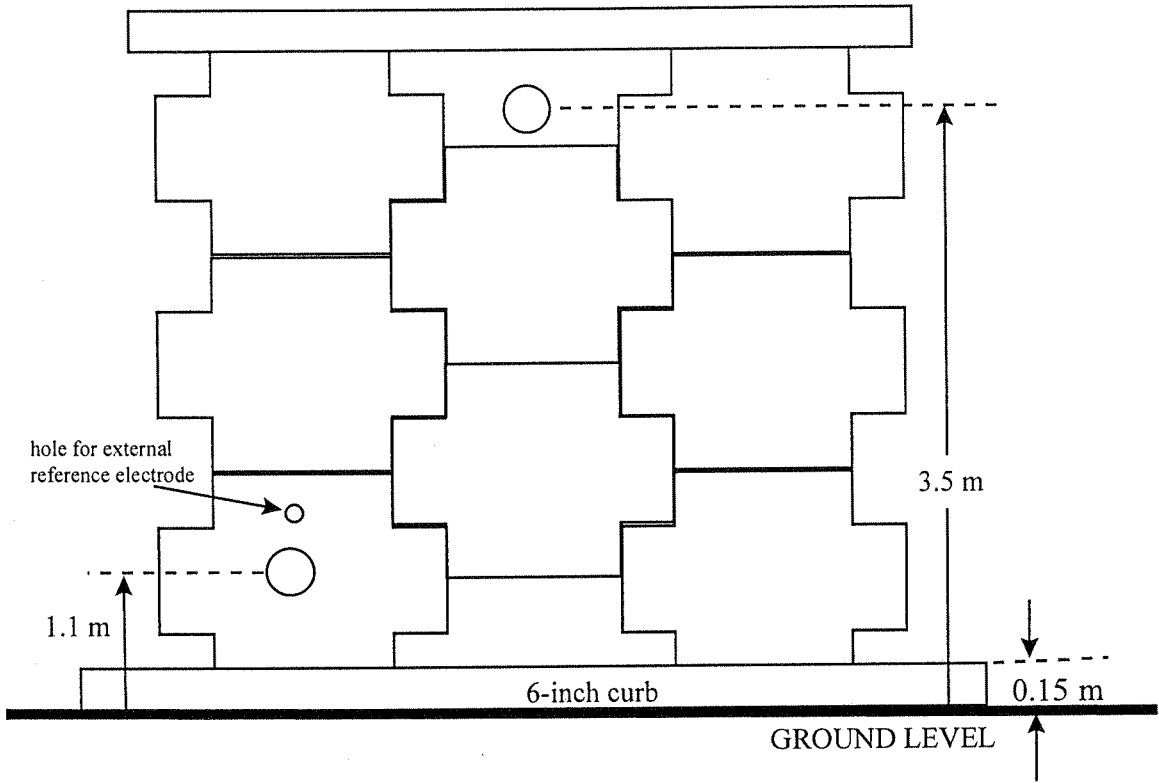 hole for external
reference electrode
3.5 m
1.1 m
6-inch curb
0.15 m
GROUND LEVEL